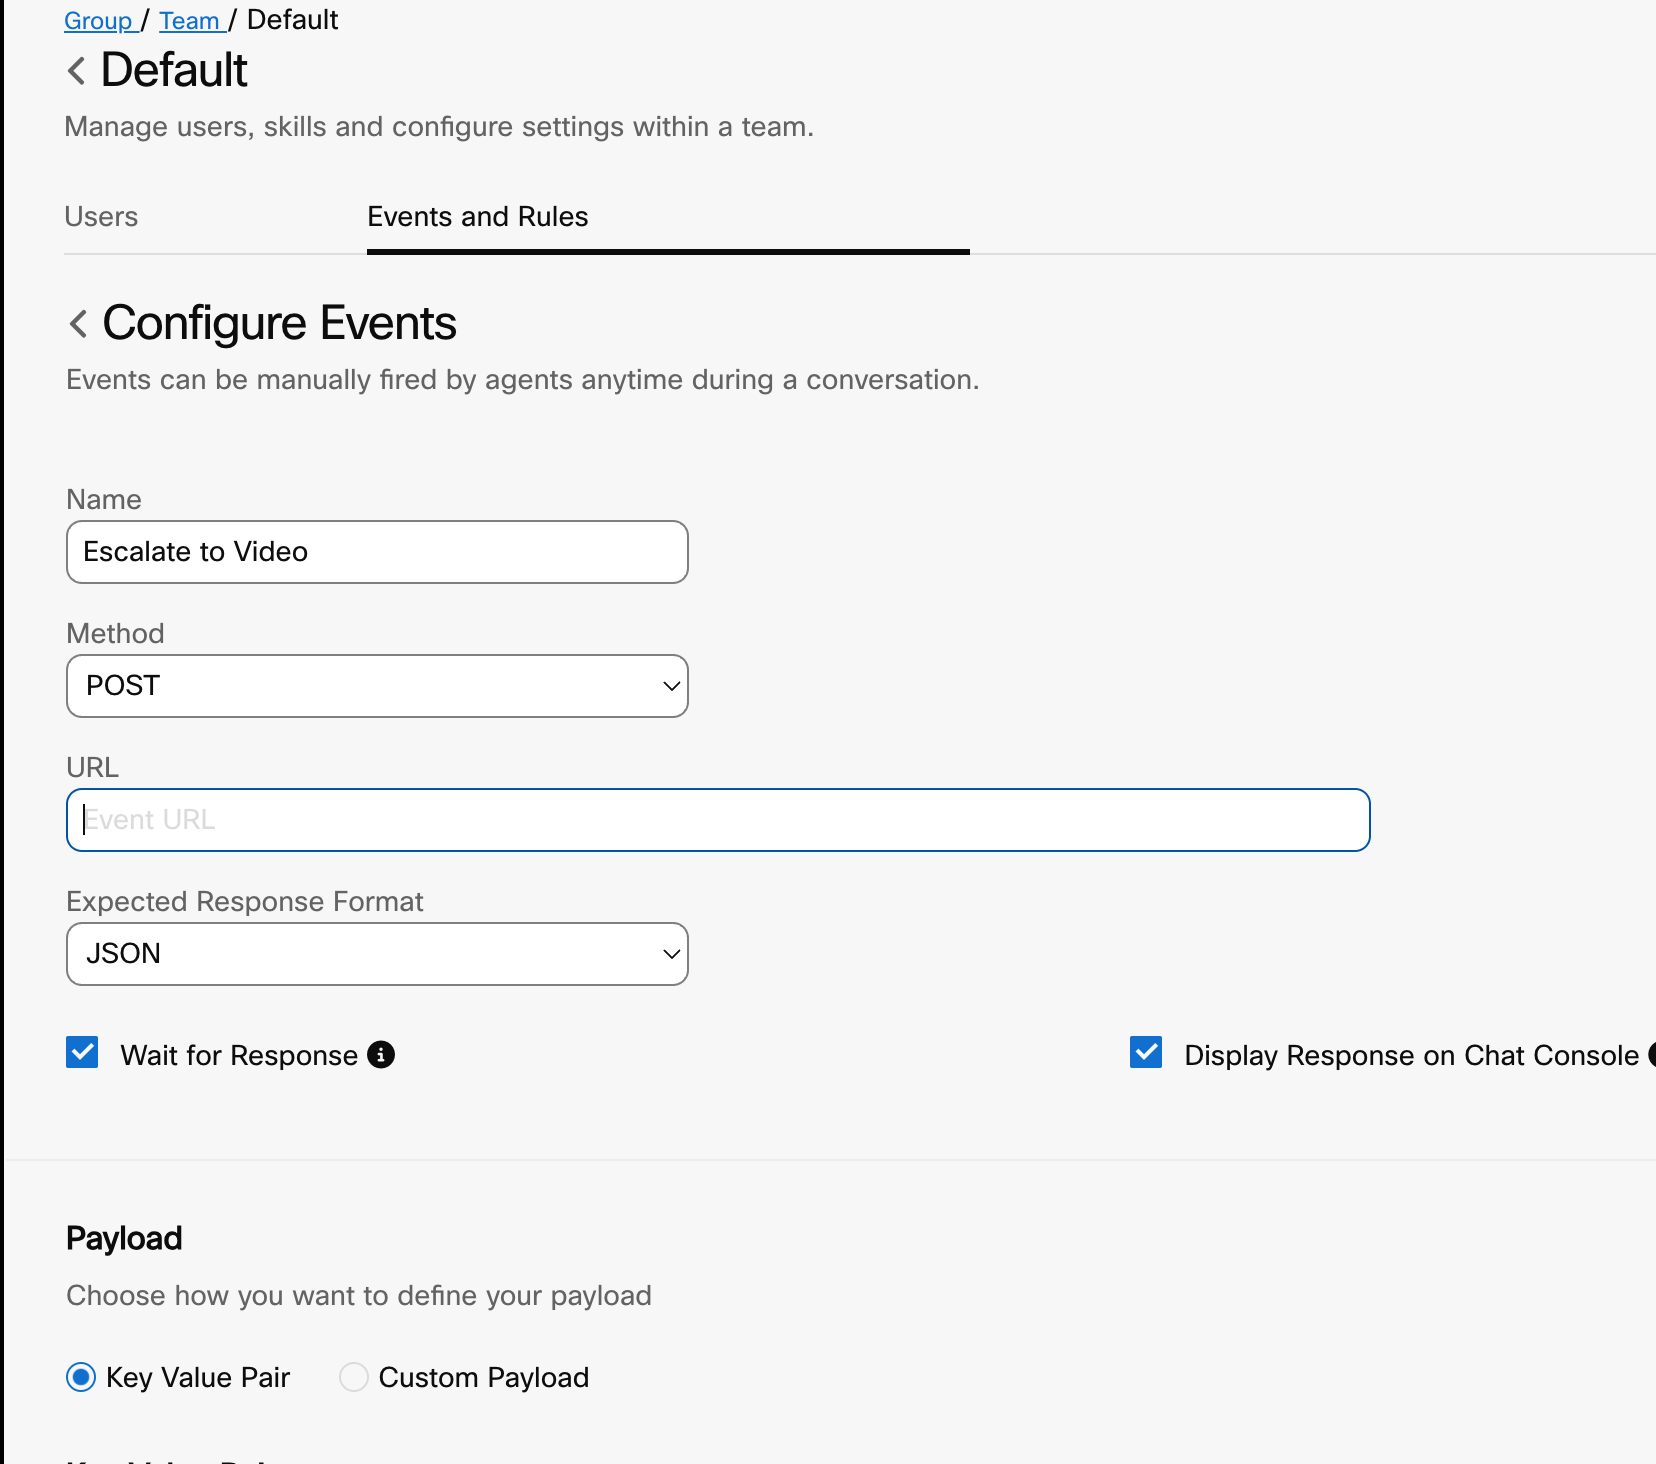 Group / Team / Default
Default
Manage users, skills and configure settings within a team.
Users Events and Rules
Configure Events
Events can be manually fired by agents anytime during a conversation.
Name
Escalate to Video
Method
POST
URL
Event URL
Expected Response Format
JSON
Wait for Response Display Response on Chat Console
Payload
Choose how you want to define your payload
Key Value Pair Custom Payload